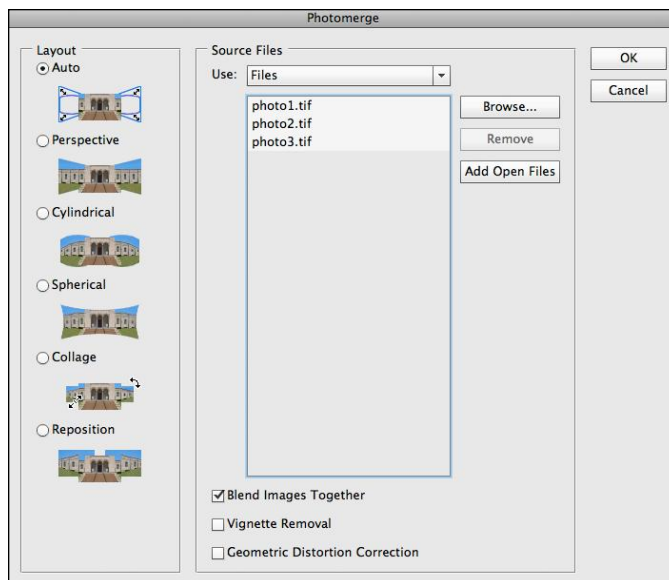 Photomerge
Layout
Auto
Perspective
Cylindrical
Spherical
Collage
Reposition
Source Files
Use: Files
photo1.tif
photo2.tif
photo3.tif
Browse...
Remove
Add Open Files
Blend Images Together
Vignette Removal
Geometric Distortion Correction
OK
Cancel